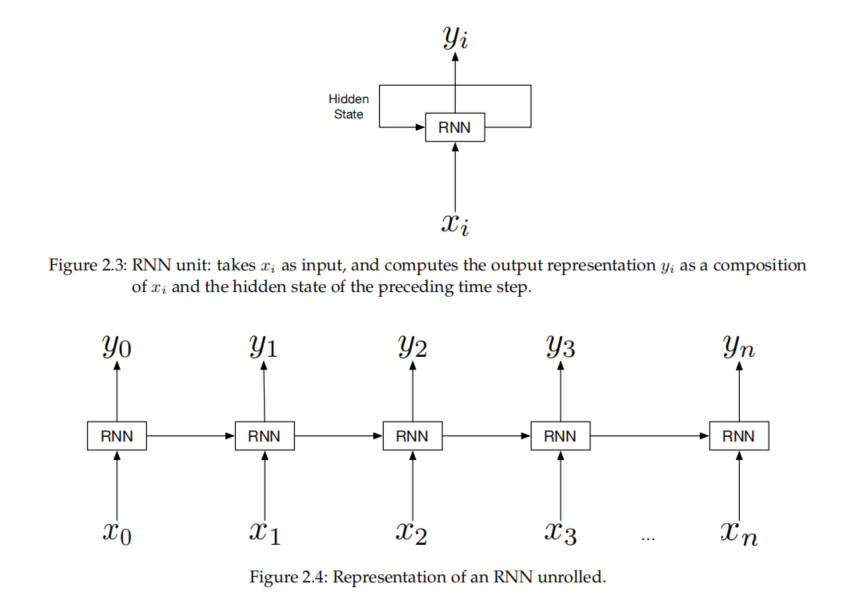 yi
Hidden
State
RNN
xi
Figure 2.3: RNN unit: takes xi as input, and computes the output representation yi as a composition
of xi and the hidden state of the preceding time step.
y0 y1 y2 y3 yn
RNN RNN RNN RNN RNN
x0 x1 x2 x3 ... xn
Figure 2.4: Representation of an RNN unrolled.